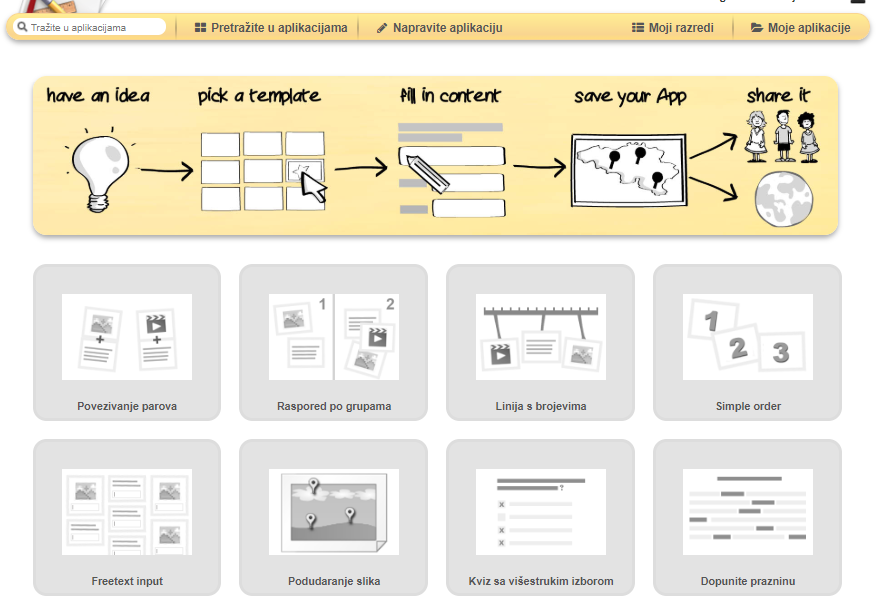 Tražite u aplikacijama
Pretražite u aplikacijama
Napravite aplikaciju
Moji razredi
Moje aplikacije
have an idea
pick a template
fill in content
save your App
share it
1
2
1
2
3
Povezivanje parova
Raspored po grupama
Linija s brojevima
Simple order
?
Freetext input
Podudaranje slika
Kviz sa višestrukim izborom
Dopunite prazninu